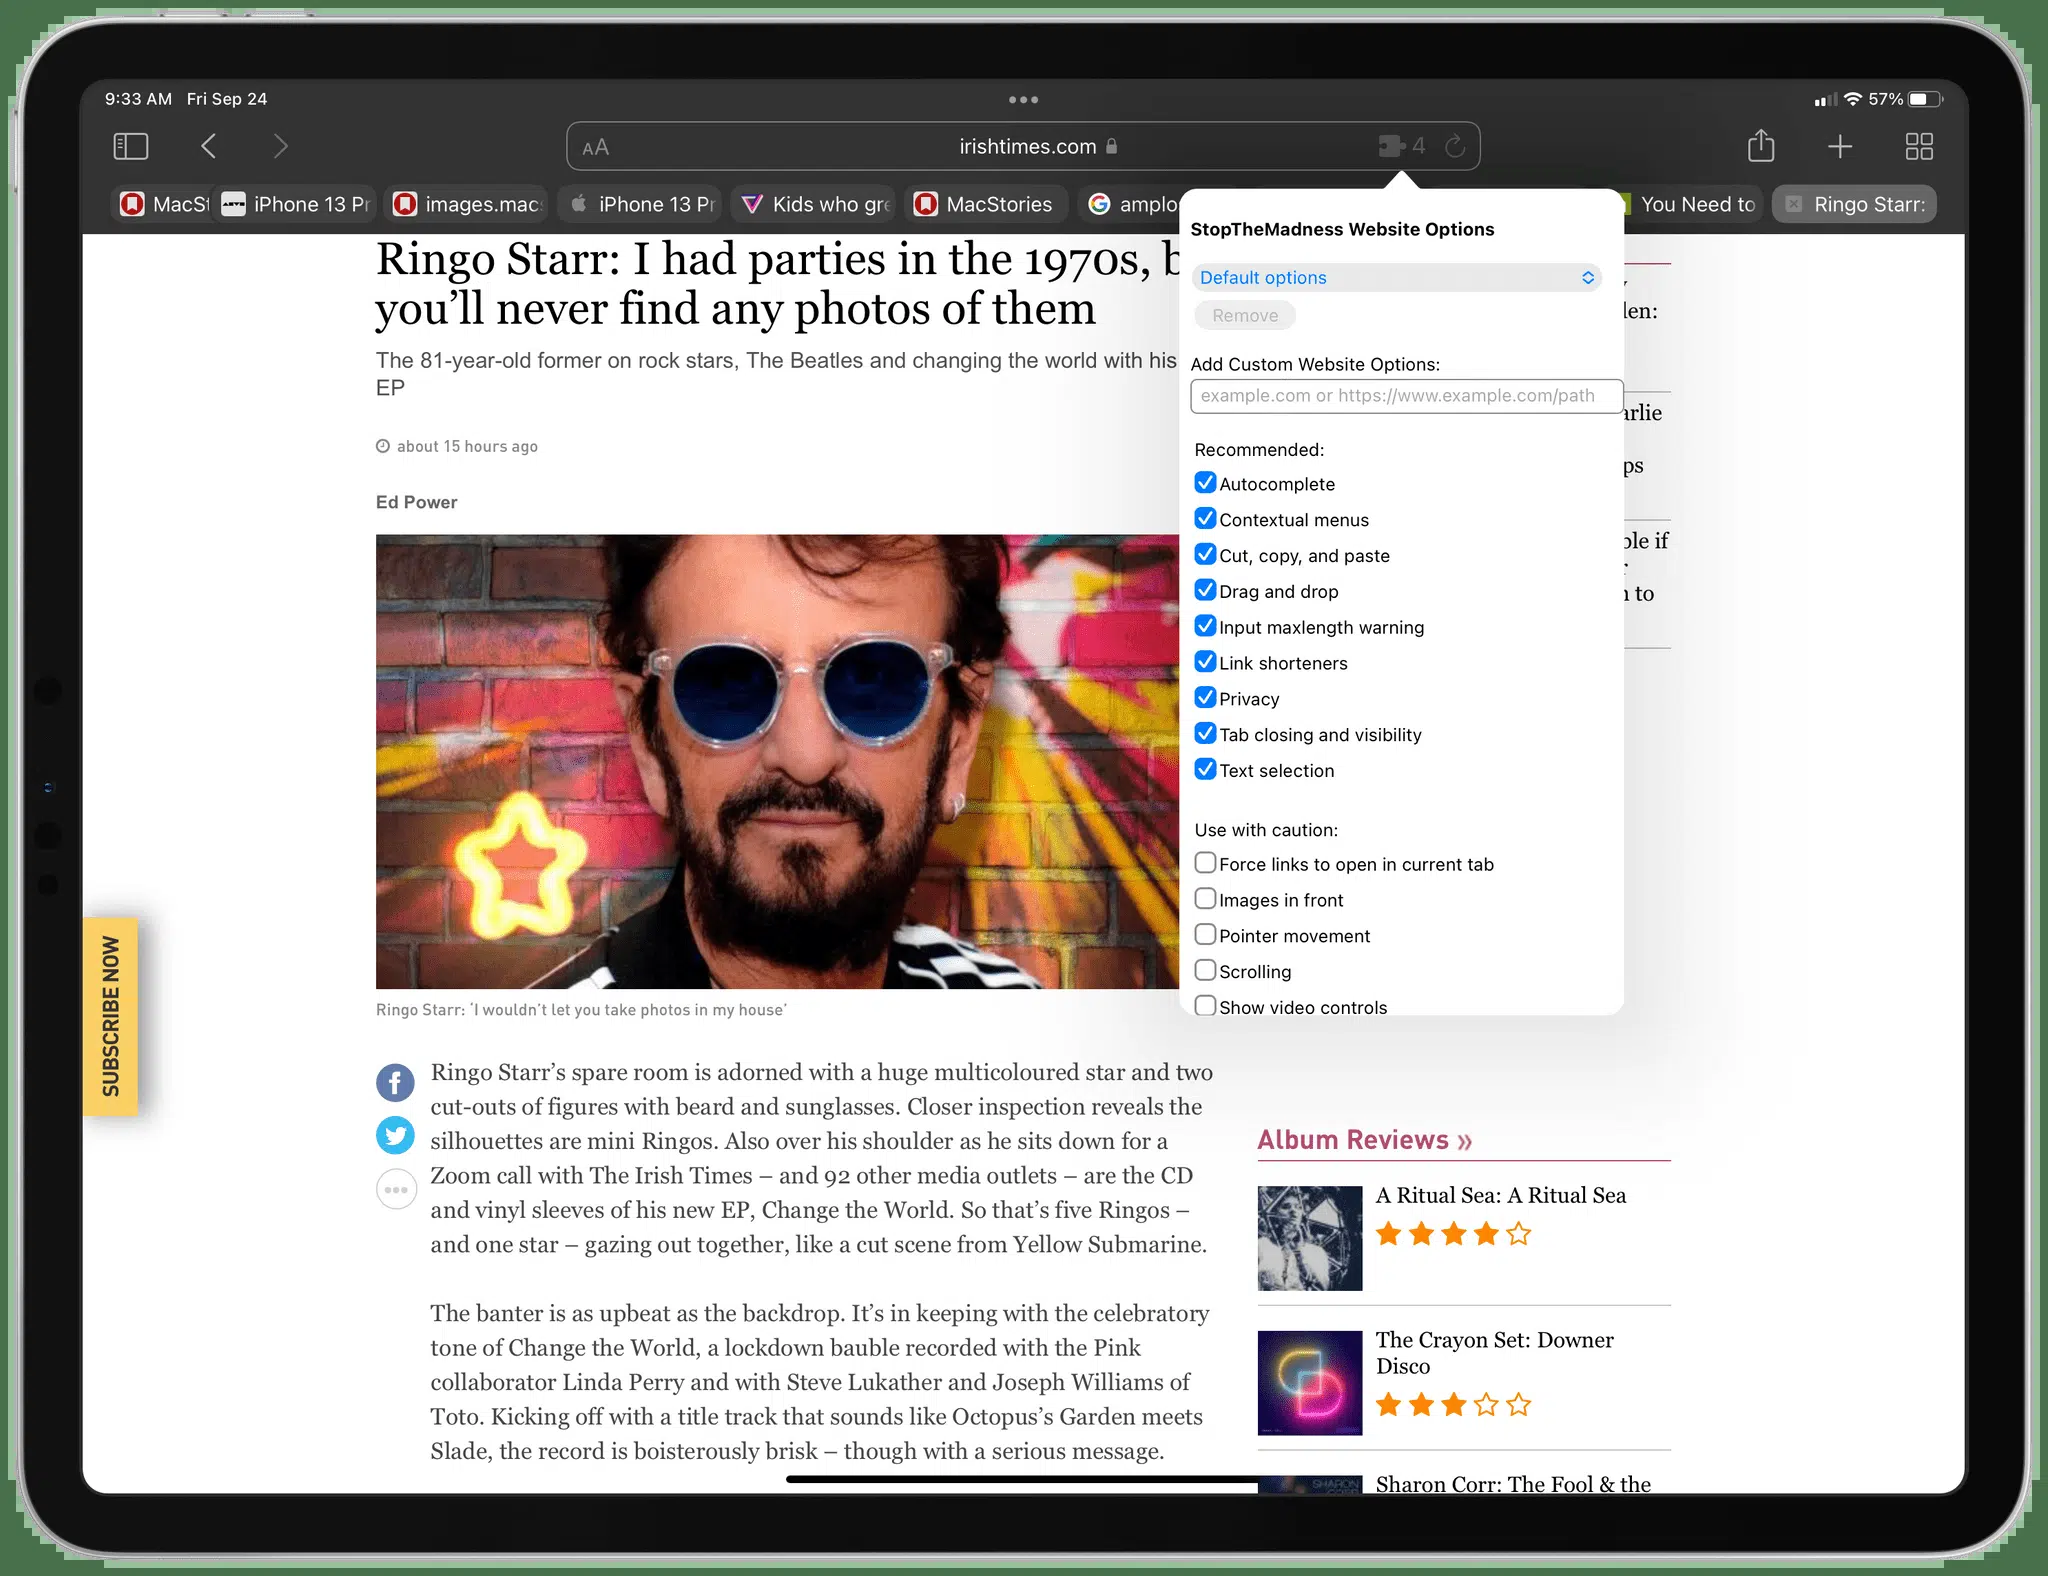 9:33 AM Fri Sep 24
57%
AA
irishtimes.com
4
MacSt
iPhone 13 Pr
images.mac
iPhone 13 Pr
Kids who gre
MacStories
amplo
You Need to
Ringo Starr:
Ringo Starr: I had parties in the 1970s, b
you’ll never find any photos of them
The 81-year-old former on rock stars, The Beatles and changing the world with his
EP
about 15 hours ago
Ed Power
Ringo Starr: ‘I wouldn’t let you take photos in my house’
SUBSCRIBE NOW
Ringo Starr’s spare room is adorned with a huge multicoloured star and two
cut-outs of figures with beard and sunglasses. Closer inspection reveals the
silhouettes are mini Ringos. Also over his shoulder as he sits down for a
Zoom call with The Irish Times – and 92 other media outlets – are the CD
and vinyl sleeves of his new EP, Change the World. So that’s five Ringos –
and one star – gazing out together, like a cut scene from Yellow Submarine.
The banter is as upbeat as the backdrop. It’s in keeping with the celebratory
tone of Change the World, a lockdown bauble recorded with the Pink
collaborator Linda Perry and with Steve Lukather and Joseph Williams of
Toto. Kicking off with a title track that sounds like Octopus’s Garden meets
Slade, the record is boisterously brisk – though with a serious message.
StopTheMadness Website Options
Default options
Remove
Add Custom Website Options:
example.com or https://www.example.com/path
Recommended:
Autocomplete
Contextual menus
Cut, copy, and paste
Drag and drop
Input maxlength warning
Link shorteners
Privacy
Tab closing and visibility
Text selection
Use with caution:
Force links to open in current tab
Images in front
Pointer movement
Scrolling
Show video controls
len:
arlie
ps
ble if
n to
Album Reviews »
A Ritual Sea: A Ritual Sea
The Crayon Set: Downer
Disco
Sharon Corr: The Fool & the
SHARON